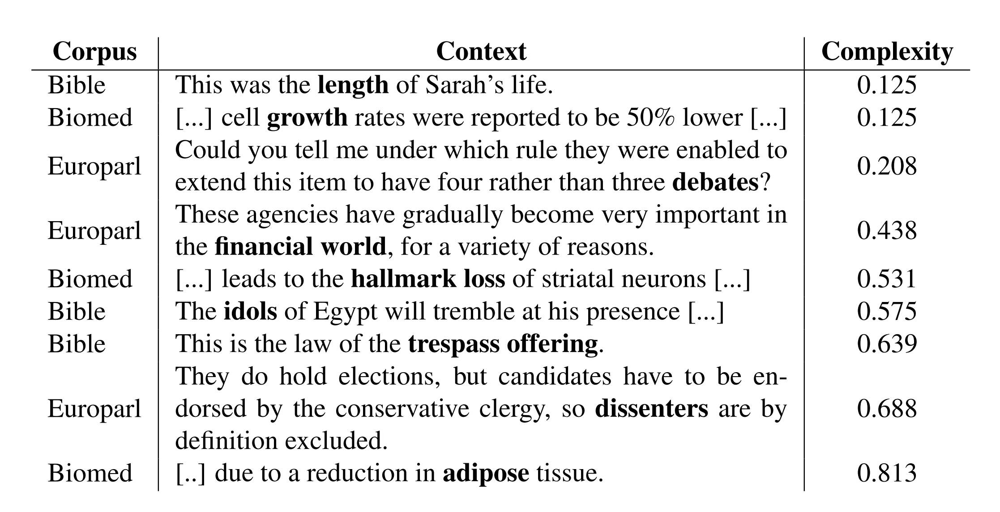 Corpus Context Complexity
Bible This was the length of Sarah’s life. 0.125
Biomed [...] cell growth rates were reported to be 50% lower [...] 0.125
Europarl Could you tell me under which rule they were enabled to
extend this item to have four rather than three debates? 0.208
Europarl These agencies have gradually become very important in
the financial world, for a variety of reasons. 0.438
Biomed [...] leads to the hallmark loss of striatal neurons [...] 0.531
Bible The idols of Egypt will tremble at his presence [...] 0.575
Bible This is the law of the trespass offering. 0.639
They do hold elections, but candidates have to be en-
Europarl dorsed by the conservative clergy, so dissenters are by 0.688
definition excluded.
Biomed [..] due to a reduction in adipose tissue. 0.813